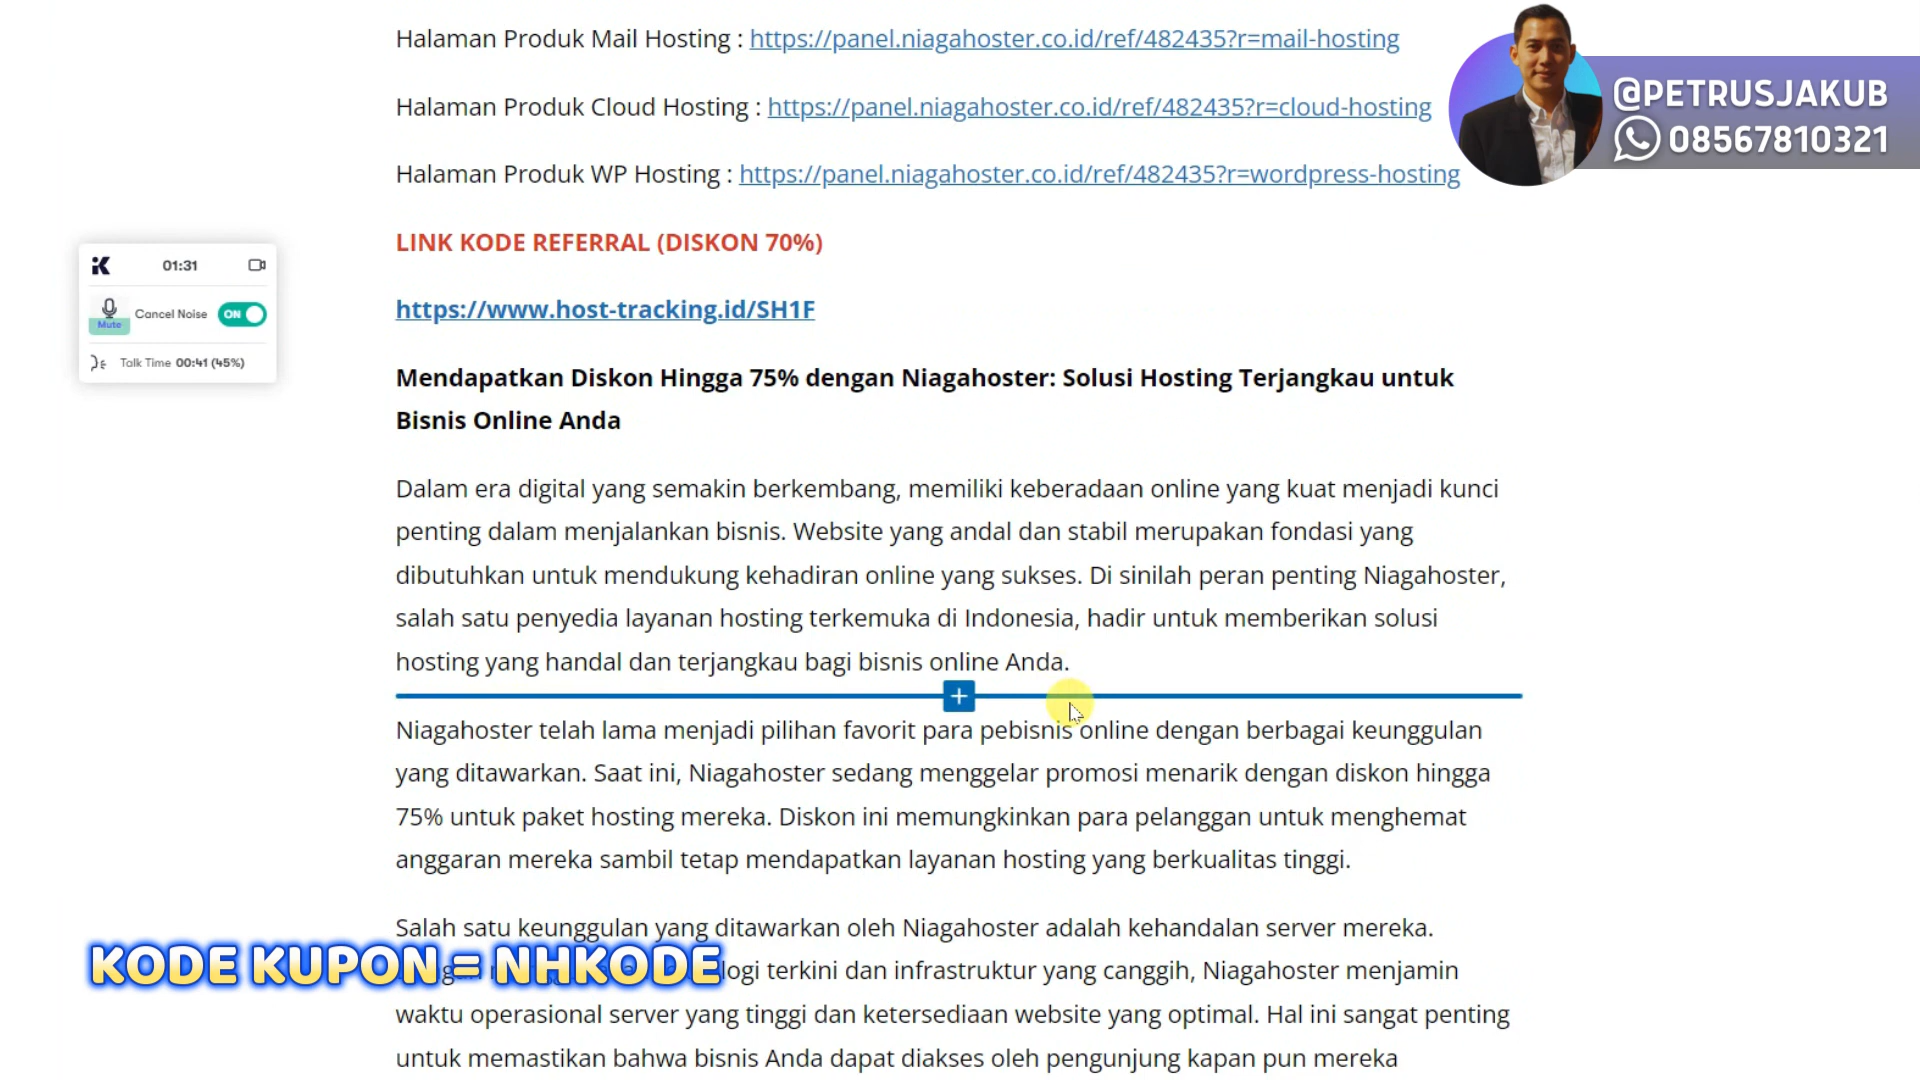 Halaman Produk Mail Hosting : https://panel.niagahoster.co.id/ref/482435?r=mail-hosting
Halaman Produk Cloud Hosting : https://panel.niagahoster.co.id/ref/482435?r=cloud-hosting
Halaman Produk WP Hosting : https://panel.niagahoster.co.id/ref/482435?r=wordpress-hosting
@PETRUSJAKUB
08567810321
LINK KODE REFERRAL (DISKON 70%)
01:31
Cancel Noise ON
Mute
Talk Time 00:41 (45%)
https://www.host-tracking.id/SH1F
Mendapatkan Diskon Hingga 75% dengan Niagahoster: Solusi Hosting Terjangkau untuk
Bisnis Online Anda
Dalam era digital yang semakin berkembang, memiliki keberadaan online yang kuat menjadi kunci
penting dalam menjalankan bisnis. Website yang andal dan stabil merupakan fondasi yang
dibutuhkan untuk mendukung kehadiran online yang sukses. Di sinilah peran penting Niagahoster,
salah satu penyedia layanan hosting terkemuka di Indonesia, hadir untuk memberikan solusi
hosting yang handal dan terjangkau bagi bisnis online Anda.
Niagahoster telah lama menjadi pilihan favorit para pebisnis online dengan berbagai keunggulan
yang ditawarkan. Saat ini, Niagahoster sedang menggelar promosi menarik dengan diskon hingga
75% untuk paket hosting mereka. Diskon ini memungkinkan para pelanggan untuk menghemat
anggaran mereka sambil tetap mendapatkan layanan hosting yang berkualitas tinggi.
Salah satu keunggulan yang ditawarkan oleh Niagahoster adalah kehandalan server mereka.
KODE KUPON = NHKODE
terkini dan infrastruktur yang canggih, Niagahoster menjamin
waktu operasional server yang tinggi dan ketersediaan website yang optimal. Hal ini sangat penting
untuk memastikan bahwa bisnis Anda dapat diakses oleh pengunjung kapan pun mereka